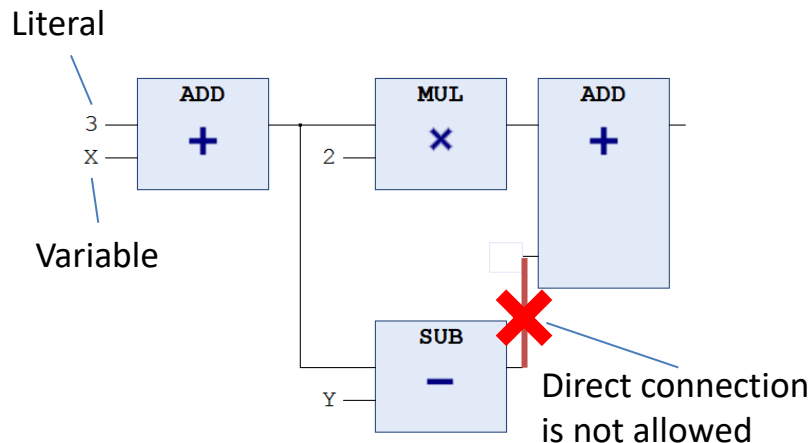 Literal
ADD
MUL
ADD
3
+
×
+
X
2
Variable
SUB
−
Y
Direct connection
is not allowed